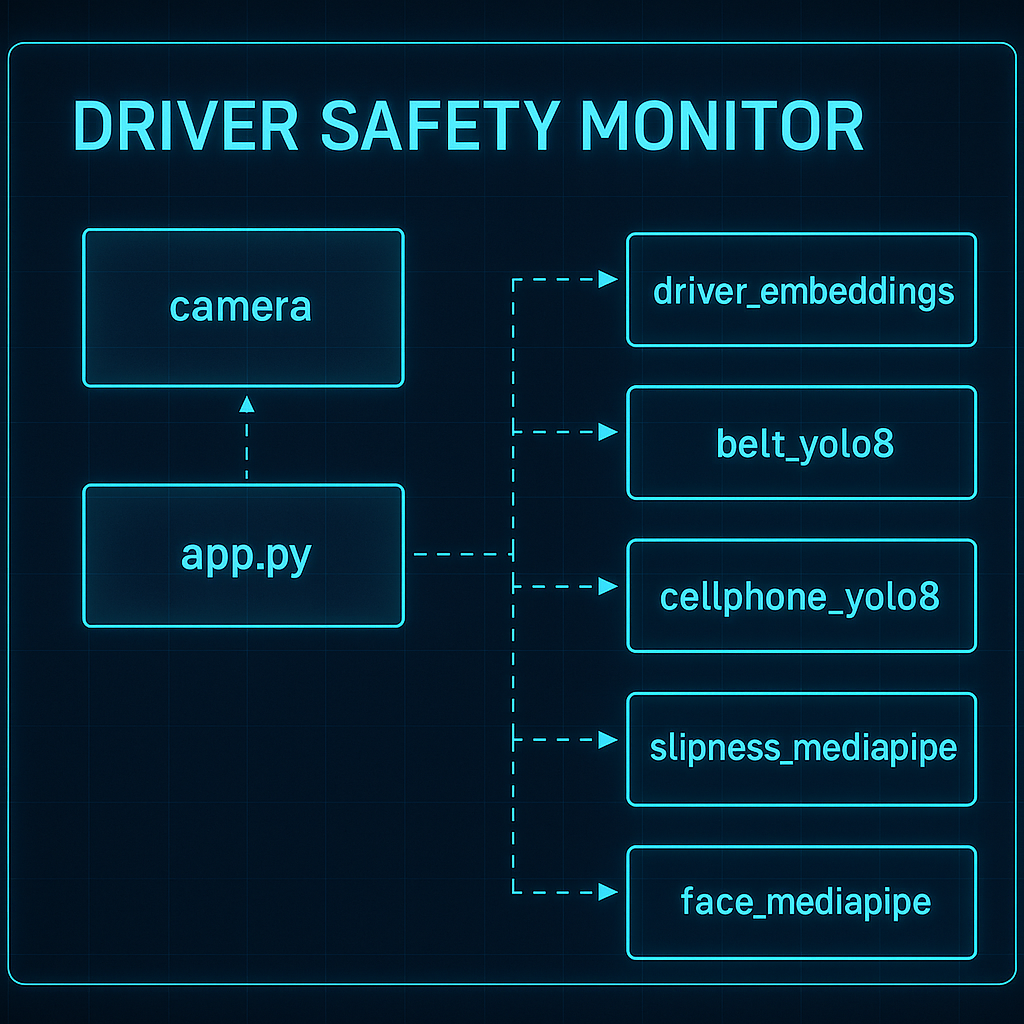 DRIVER SAFETY MONITOR
camera
app.py
driver_embeddings
belt_yolo8
cellphone_yolo8
slipness_mediapipe
face_mediapipe